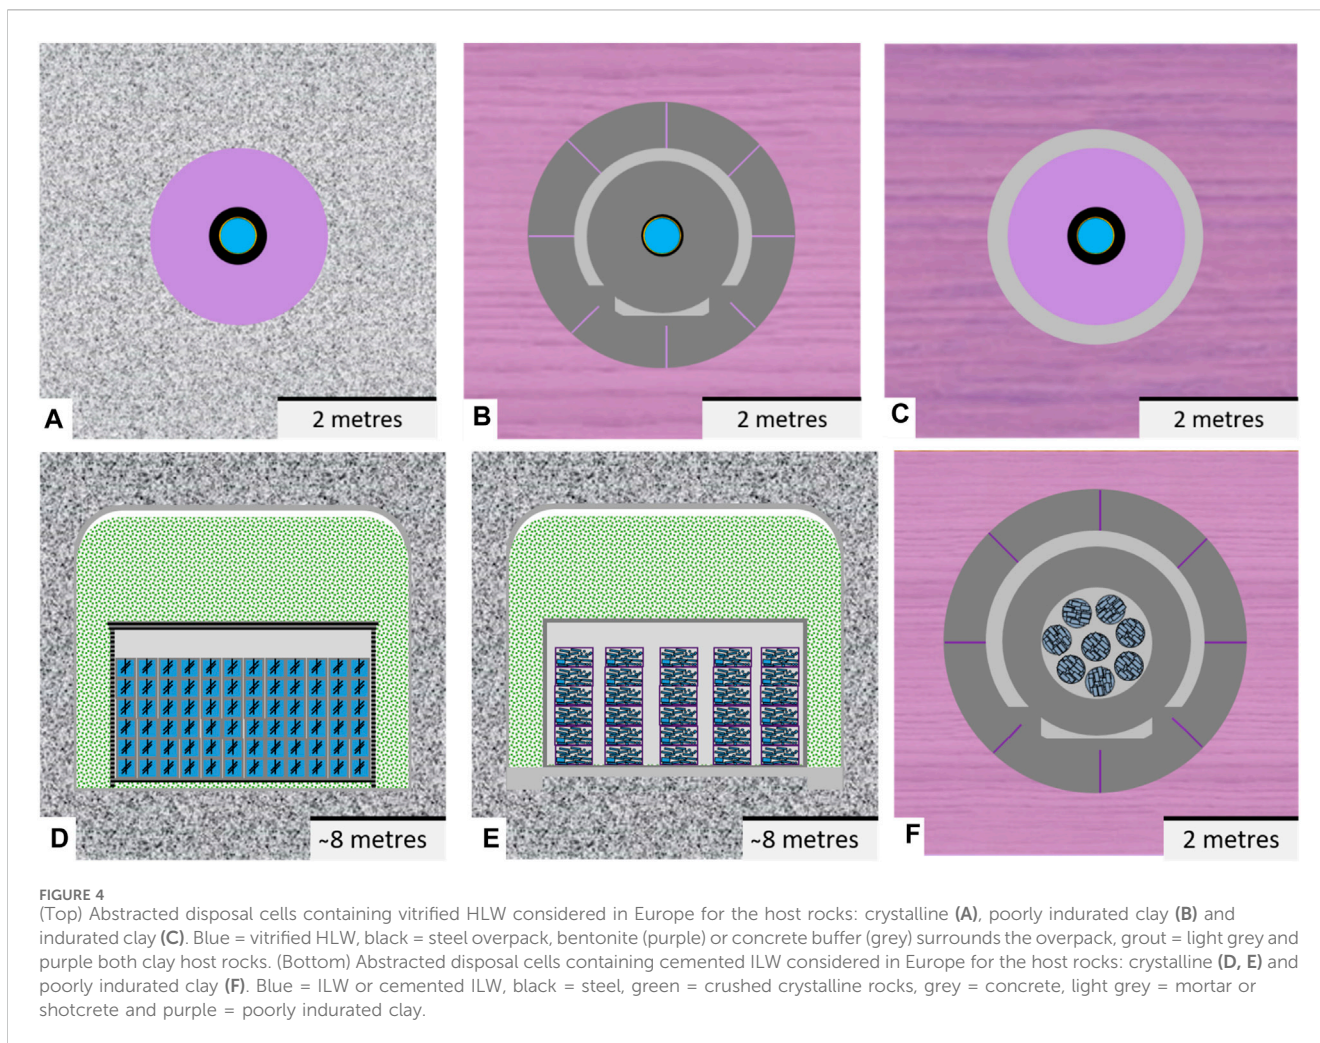 A
2 metres
B
2 metres
C
2 metres
D
~8 metres
E
~8 metres
F
2 metres
FIGURE 4
(Top) Abstracted disposal cells containing vitrified HLW considered in Europe for the host rocks: crystalline (A), poorly indurated clay (B) and
indurated clay (C). Blue = vitrified HLW, black = steel overpack, bentonite (purple) or concrete buffer (grey) surrounds the overpack, grout = light grey and
purple both clay host rocks. (Bottom) Abstracted disposal cells containing cemented ILW considered in Europe for the host rocks: crystalline (D, E) and
poorly indurated clay (F). Blue = ILW or cemented ILW, black = steel, green = crushed crystalline rocks, grey = concrete, light grey = mortar or
shotcrete and purple = poorly indurated clay.